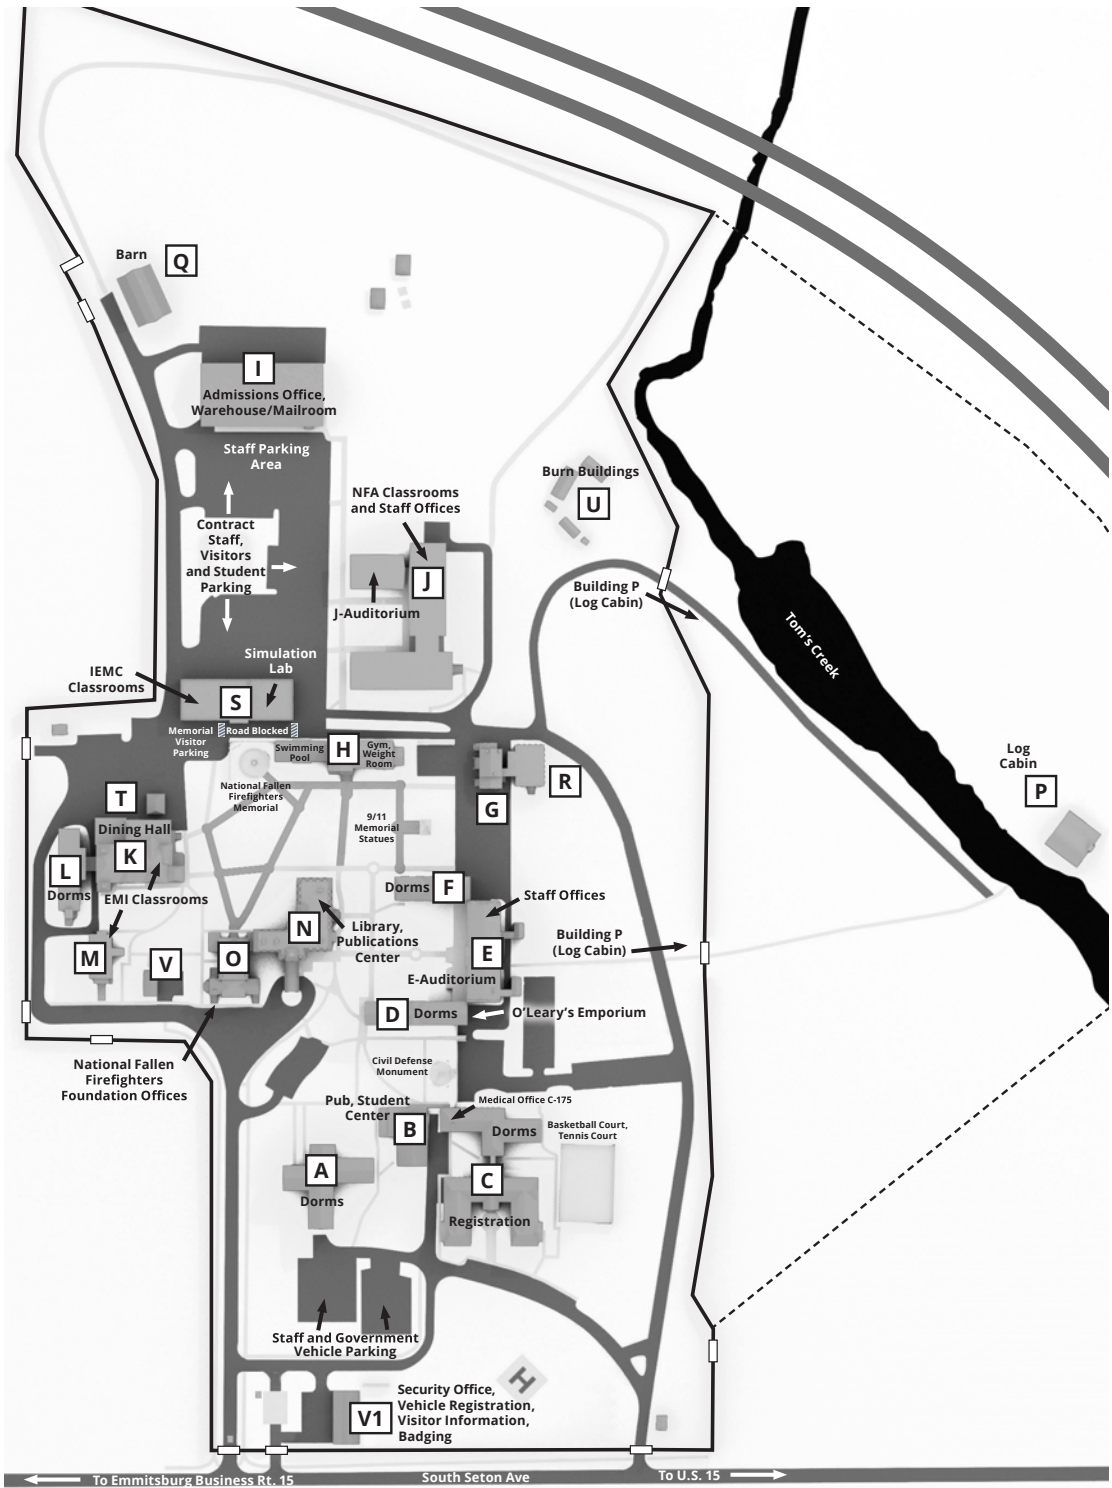 Barn
Q
I
Admissions Office,
Warehouse/Mailroom
Staff Parking
Area
Contract
Staff,
Visitors
and Student
Parking
NFA Classrooms
and Staff Offices
J
J-Auditorium
Burn Buildings
U
Building P
(Log Cabin)
Tom's Creek
Simulation
Lab
IEMC
Classrooms
S
Memorial
Visitor
Parking
Road Blocked
Swimming
Pool
H
Gym,
Weight
Room
R
G
Log
Cabin
P
National Fallen
Firefighters
Memorial
T
9/11
Memorial
Statues
Dining Hall
K
L
Dorms
EMI Classrooms
Dorms
F
Staff Offices
N
Library,
Publications
Center
Building P
(Log Cabin)
M
V
O
E
E-Auditorium
D
Dorms
O'Leary's Emporium
National Fallen
Firefighters
Foundation Offices
Civil Defense
Monument
Pub, Student
Center
B
Medical Office C-175
Dorms
Basketball Court,
Tennis Court
A
Dorms
C
Registration
Staff and Government
Vehicle Parking
H
V1
Security Office,
Vehicle Registration,
Visitor Information,
Badging
To Emmitsburg Business Rt. 15
South Seton Ave
To U.S. 15